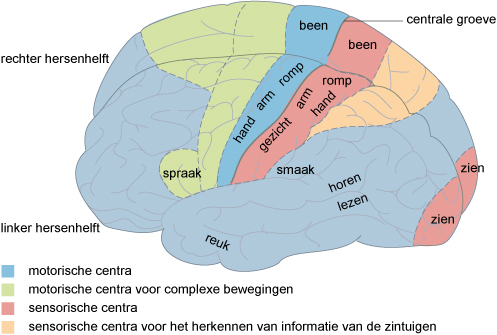 centrale groeve
been
been
rechter hersenhelft
romp
arm
hand
romp
arm
hand
gezicht
spraak
smaak
horen
lezen
zien
zien
linker hersenhelft
reuk
motorische centra
motorische centra voor complexe bewegingen
sensorische centra
sensorische centra voor het herkennen van informatie van de zintuigen